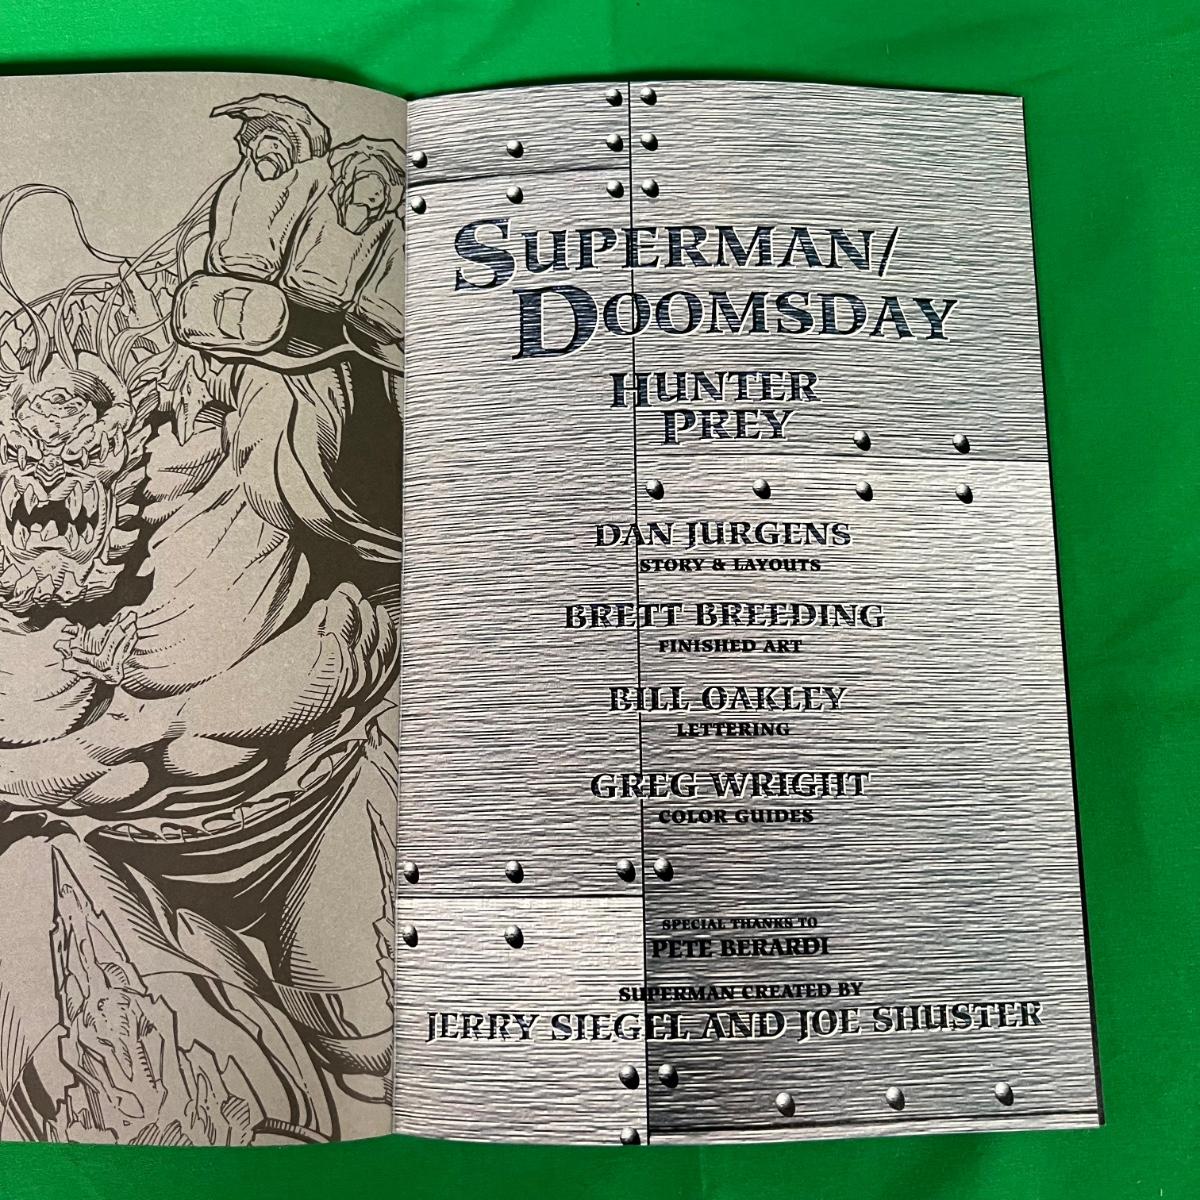 SUPERMAN/
DOOMSDAY
HUNTER
PREY
DAN JURGENS
STORY & LAYOUTS
BRETT BREEDING
FINISHED ART
BILL OAKLEY
LETTERING
GREG WRIGHT
COLOR GUIDES
SPECIAL THANKS TO
PETE BERARDI
SUPERMAN CREATED BY
JERRY SIEGEL AND JOE SHUSTER